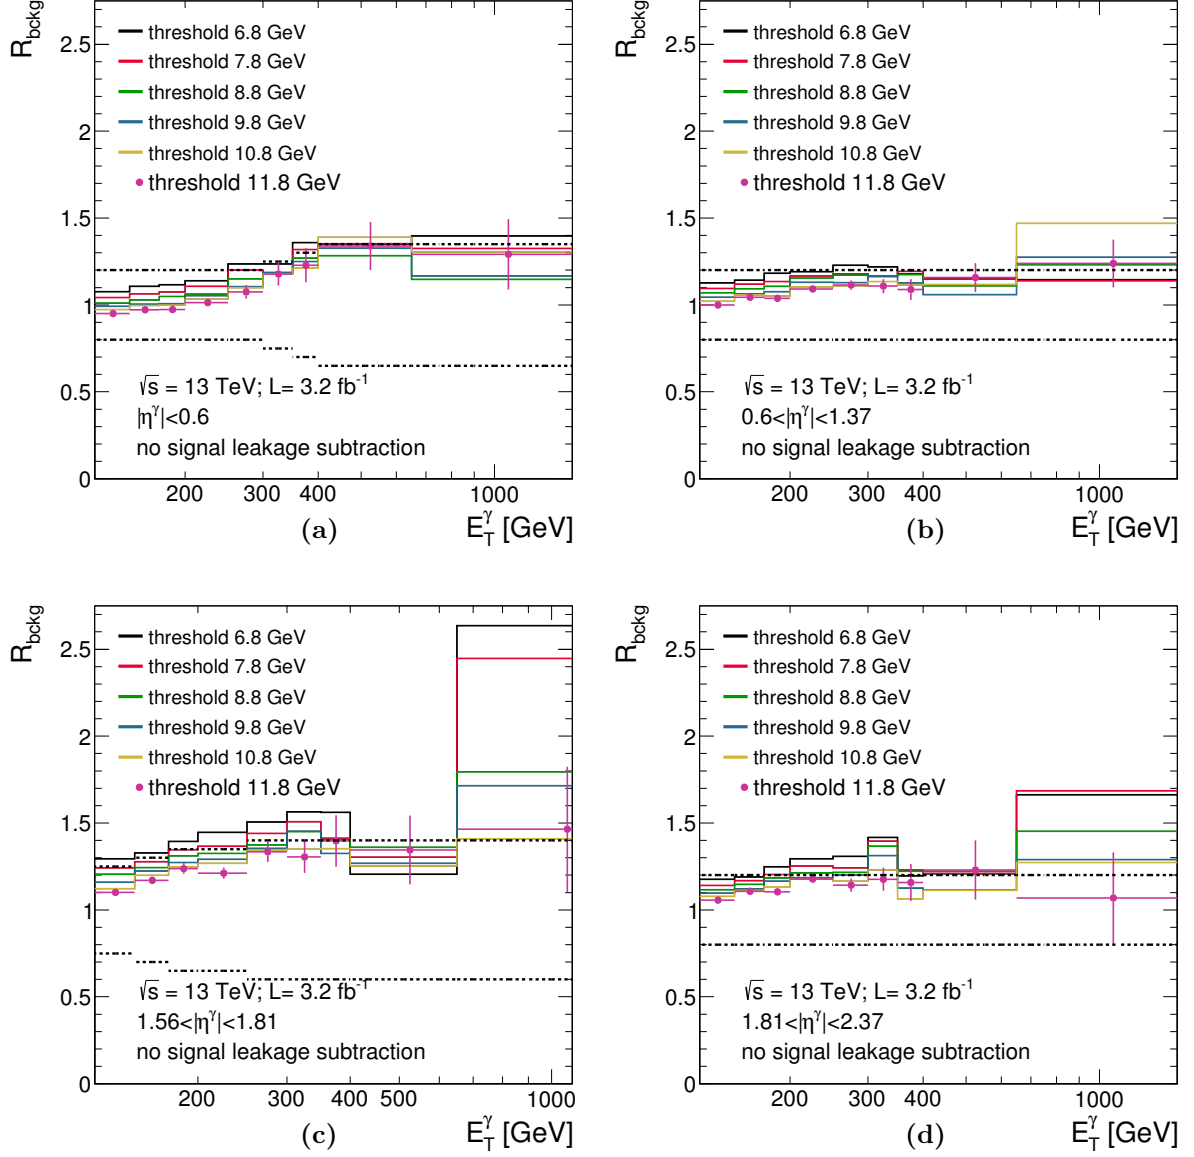 R_bckg
2.5
2
1.5
1
0.5
0
threshold 6.8 GeV
threshold 7.8 GeV
threshold 8.8 GeV
threshold 9.8 GeV
threshold 10.8 GeV
threshold 11.8 GeV
√s = 13 TeV; L= 3.2 fb⁻¹
|η^γ|<0.6
no signal leakage subtraction
200 300 400 1000
(a) E_T^γ [GeV]
R_bckg
2.5
2
1.5
1
0.5
0
threshold 6.8 GeV
threshold 7.8 GeV
threshold 8.8 GeV
threshold 9.8 GeV
threshold 10.8 GeV
threshold 11.8 GeV
√s = 13 TeV; L= 3.2 fb⁻¹
0.6<|η^γ|<1.37
no signal leakage subtraction
200 300 400 1000
(b) E_T^γ [GeV]
R_bckg
2.5
2
1.5
1
0.5
0
threshold 6.8 GeV
threshold 7.8 GeV
threshold 8.8 GeV
threshold 9.8 GeV
threshold 10.8 GeV
threshold 11.8 GeV
√s = 13 TeV; L= 3.2 fb⁻¹
1.56<|η^γ|<1.81
no signal leakage subtraction
200 300 400 500 1000
(c) E_T^γ [GeV]
R_bckg
2.5
2
1.5
1
0.5
0
threshold 6.8 GeV
threshold 7.8 GeV
threshold 8.8 GeV
threshold 9.8 GeV
threshold 10.8 GeV
threshold 11.8 GeV
√s = 13 TeV; L= 3.2 fb⁻¹
1.81<|η^γ|<2.37
no signal leakage subtraction
200 300 400 1000
(d) E_T^γ [GeV]